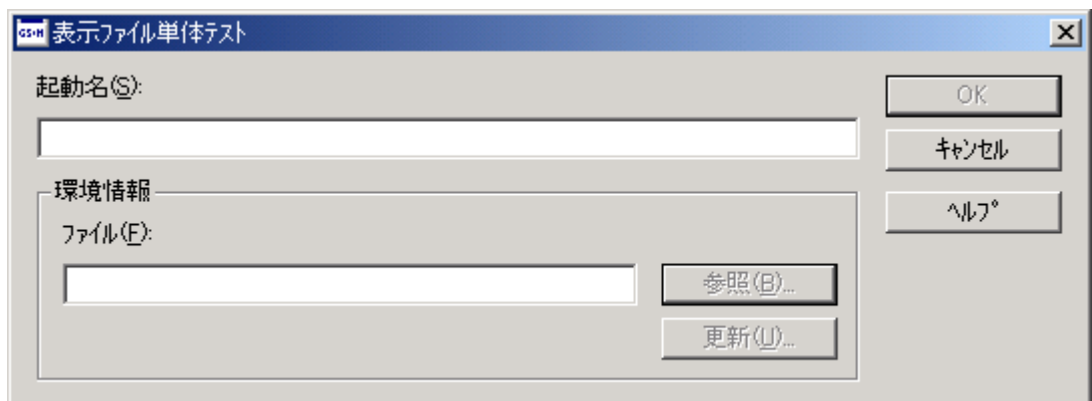 GS+M 表示ファイル単体テスト
起動名(S):
OK
キャンセル
環境情報
ヘルプ
ファイル(F):
参照(B)...
更新(U)...